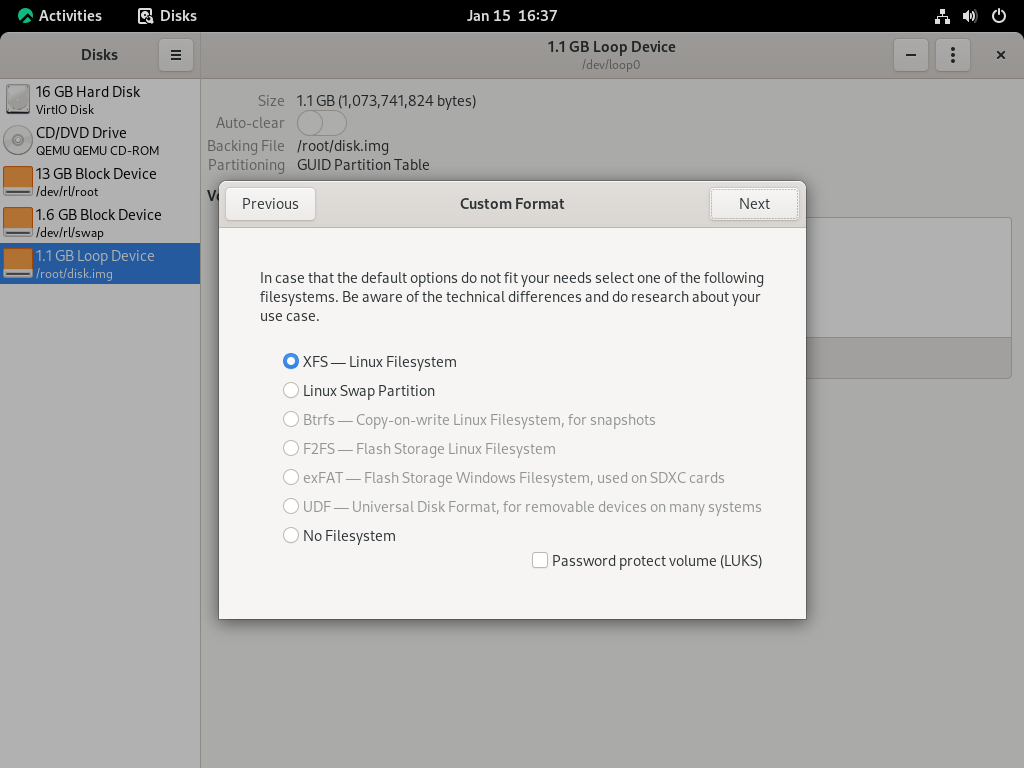 Activities
Disks
Jan 15 16:37
Disks
1.1 GB Loop Device
/dev/loop0
16 GB Hard Disk
VirtIO Disk
CD/DVD Drive
QEMU QEMU CD-ROM
13 GB Block Device
/dev/rl/root
1.6 GB Block Device
/dev/rl/swap
1.1 GB Loop Device
/root/disk.img
Size 1.1 GB (1,073,741,824 bytes)
Auto-clear
Backing File /root/disk.img
Partitioning GUID Partition Table
Previous
Custom Format
Next
In case that the default options do not fit your needs select one of the following
filesystems. Be aware of the technical differences and do research about your
use case.
XFS — Linux Filesystem
Linux Swap Partition
Btrfs — Copy-on-write Linux Filesystem, for snapshots
F2FS — Flash Storage Linux Filesystem
exFAT — Flash Storage Windows Filesystem, used on SDXC cards
UDF — Universal Disk Format, for removable devices on many systems
No Filesystem
Password protect volume (LUKS)